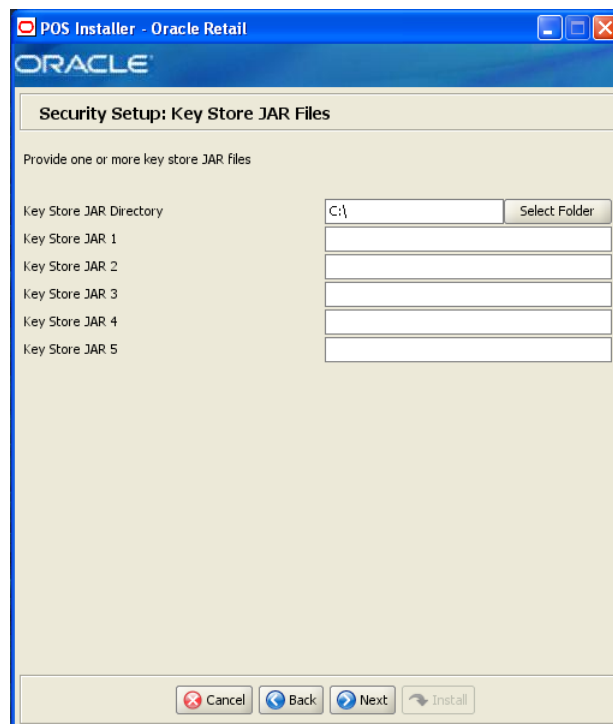 POS Installer - Oracle Retail
ORACLE
Security Setup: Key Store JAR Files
Provide one or more key store JAR files
Key Store JAR Directory C:\ Select Folder
Key Store JAR 1
Key Store JAR 2
Key Store JAR 3
Key Store JAR 4
Key Store JAR 5
Cancel Back Next Install